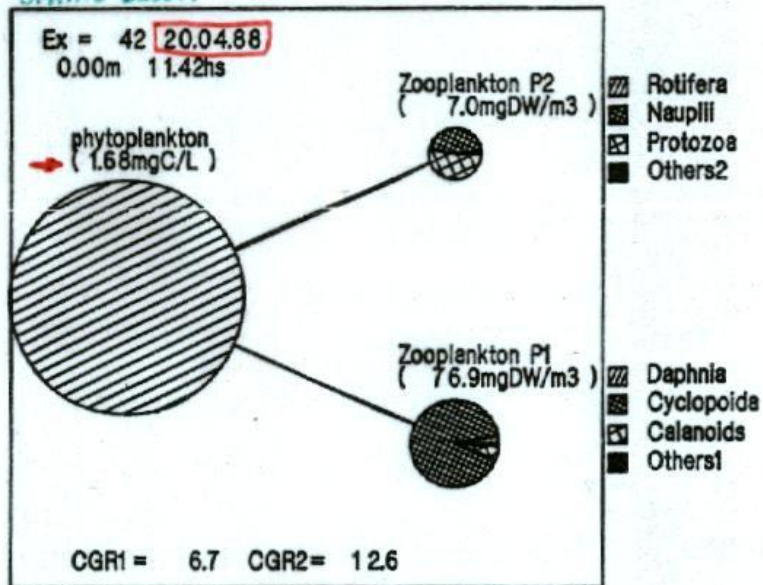 Ex = 42 20.04.88
0.00m 11.42hs
phytoplankton
( 1.68mgC/L )
Zooplankton P2
( 7.0mgDW/m3 )
Rotifera
Nauplii
Protozoa
Others2
Zooplankton P1
( 76.9mgDW/m3 )
Daphnia
Cyclopoida
Calanoids
Others1
CGR1 = 6.7 CGR2= 12.6